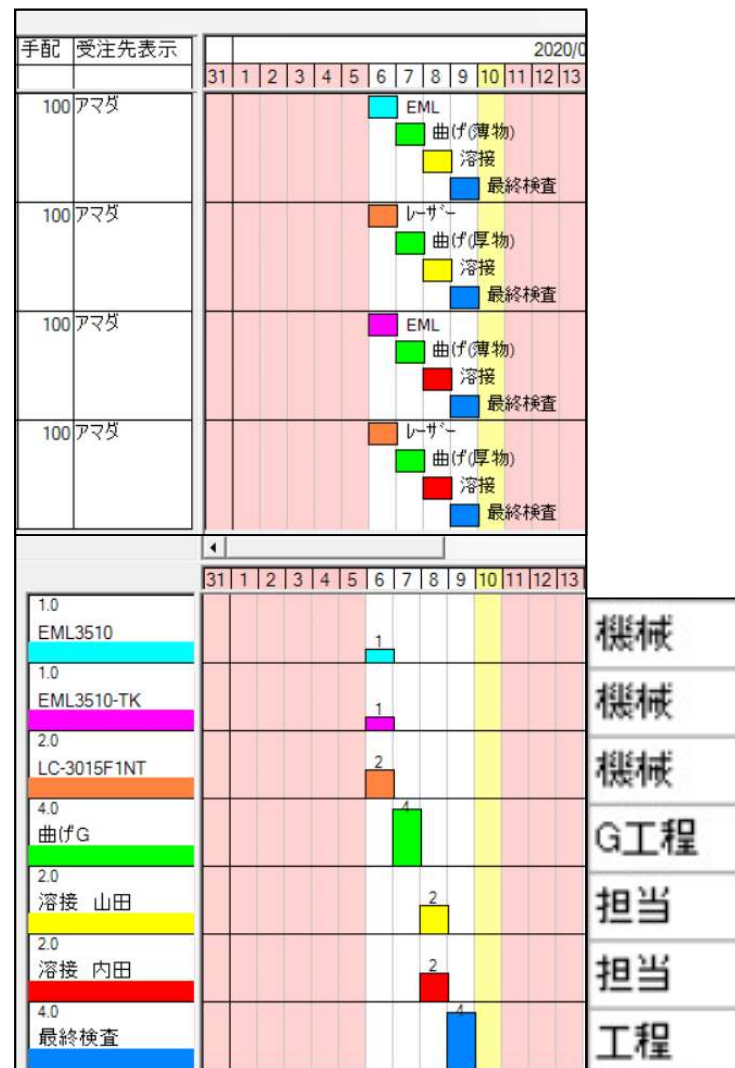 手配 受注先表示 2020/0
31 1 2 3 4 5 6 7 8 9 10 11 12 13
100 アマダ EML
曲げ(薄物)
溶接
最終検査
100 アマダ レーザー
曲げ(厚物)
溶接
最終検査
100 アマダ EML
曲げ(薄物)
溶接
最終検査
100 アマダ レーザー
曲げ(厚物)
溶接
最終検査
31 1 2 3 4 5 6 7 8 9 10 11 12 13
1.0
EML3510 1 機械
1.0
EML3510-TK 1 機械
2.0
LC-3015F1NT 2 機械
4.0 4
曲げG G工程
2.0
溶接 山田 2 担当
2.0
溶接 内田 2 担当
4.0 4
最終検査 工程